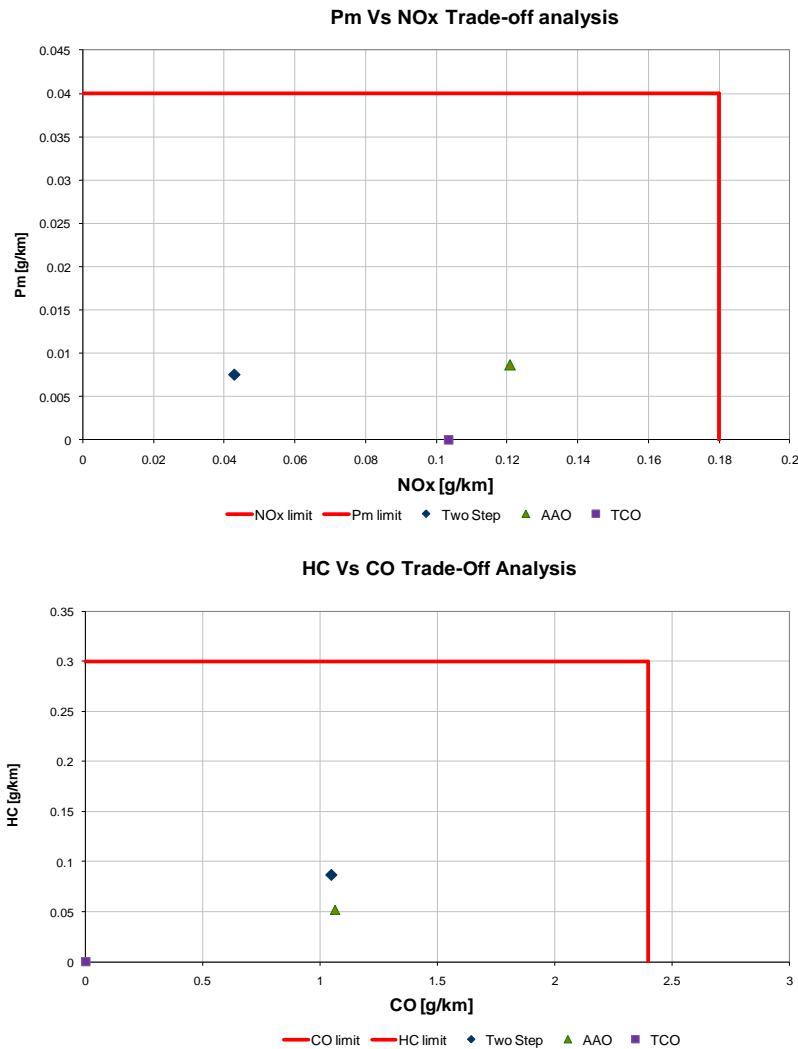 Pm Vs NOx Trade-off analysis
0.045
0.04
0.035
0.03
0.025
0.02
0.015
0.01
0.005
0
Pm [g/km]
0 0.02 0.04 0.06 0.08 0.1 0.12 0.14 0.16 0.18 0.2
NOx [g/km]
NOx limit Pm limit Two Step AAO TCO
HC Vs CO Trade-Off Analysis
0.35
0.3
0.25
0.2
0.15
0.1
0.05
0
HC [g/km]
0 0.5 1 1.5 2 2.5 3
CO [g/km]
CO limit HC limit Two Step AAO TCO